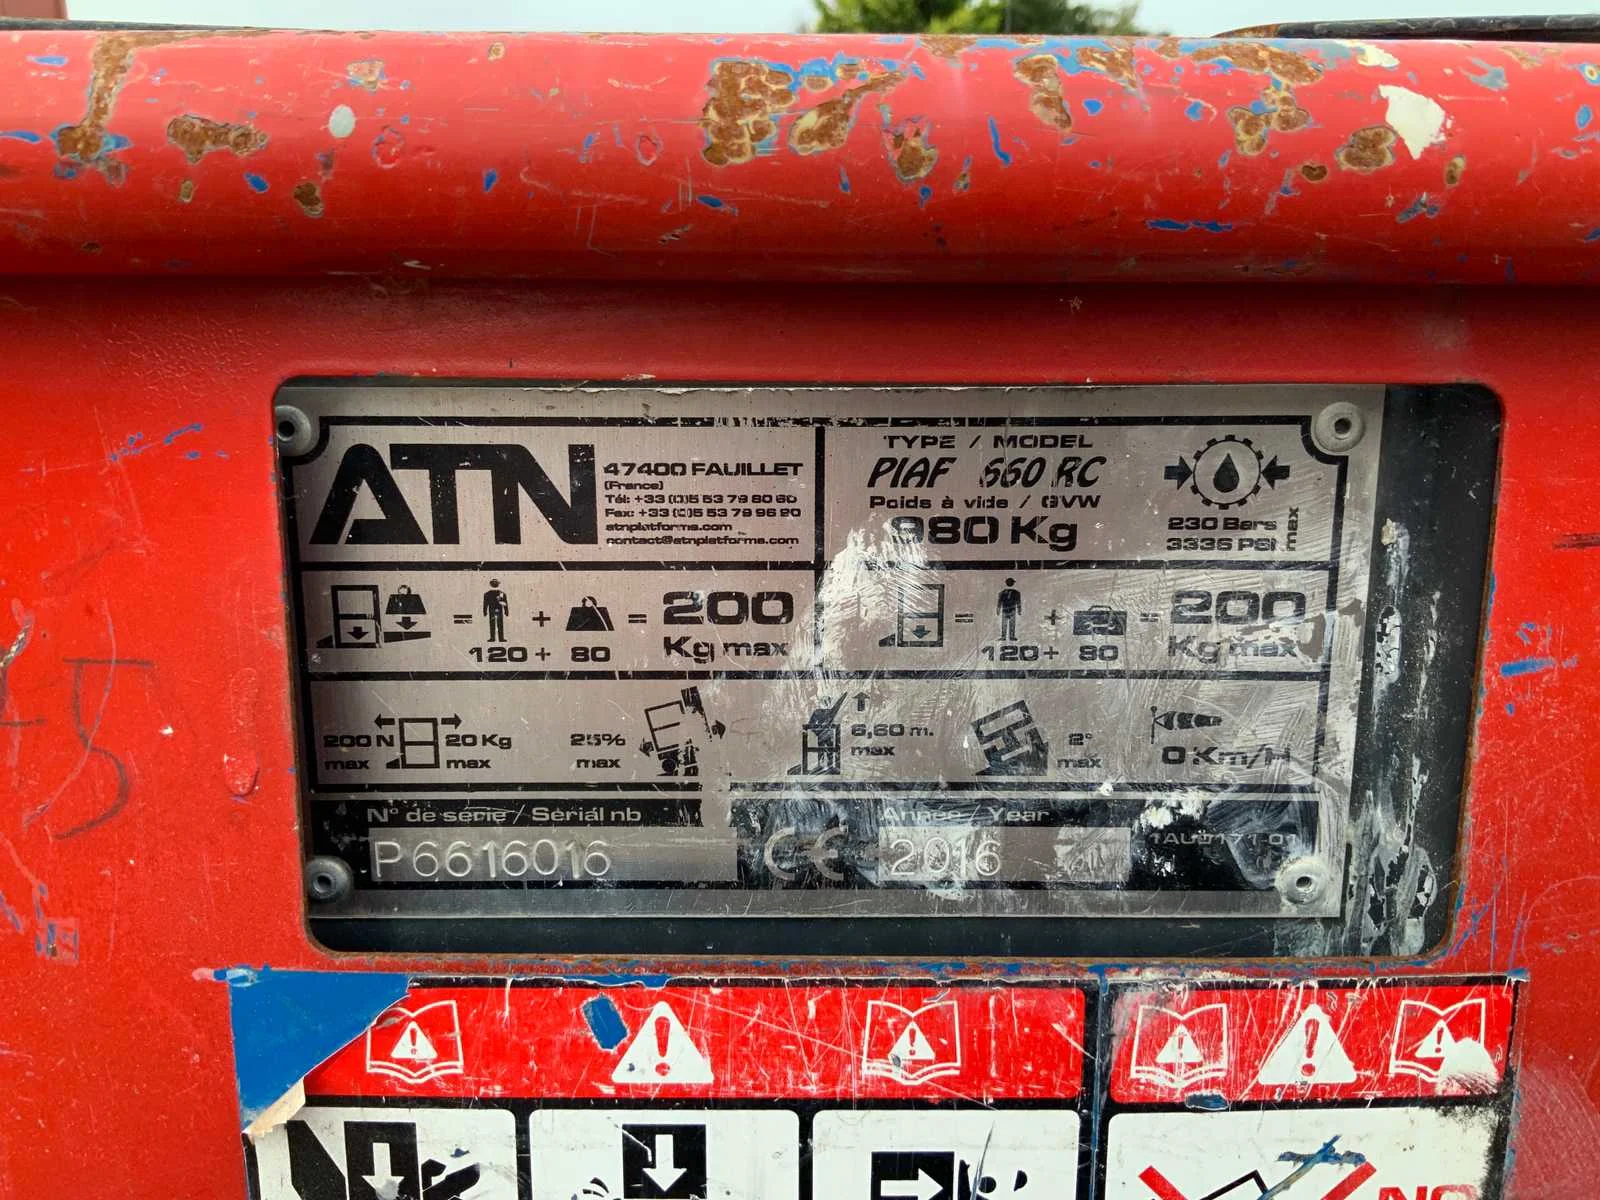 ATN
47400 FAUILLET
(France)
Tél: +33 (0)5 53 79 80 60
Fax: +33 (0)5 53 79 96 20
atnplatforms.com
contact@atnplatforms.com
TYPE / MODEL
PIAF 660 RC
Poids à vide / GVW
980 Kg
230 Bars
3336 PSI
max
= + = 200
120 + 80 Kg max
= + = 200
120 + 80 Kg max
200 N
max
20 Kg
max
25%
max
6,60 m.
max
2°
max
0 Km/H
N° de série / Sérial nb
P6616016
CE
Année / Year
2016
NO